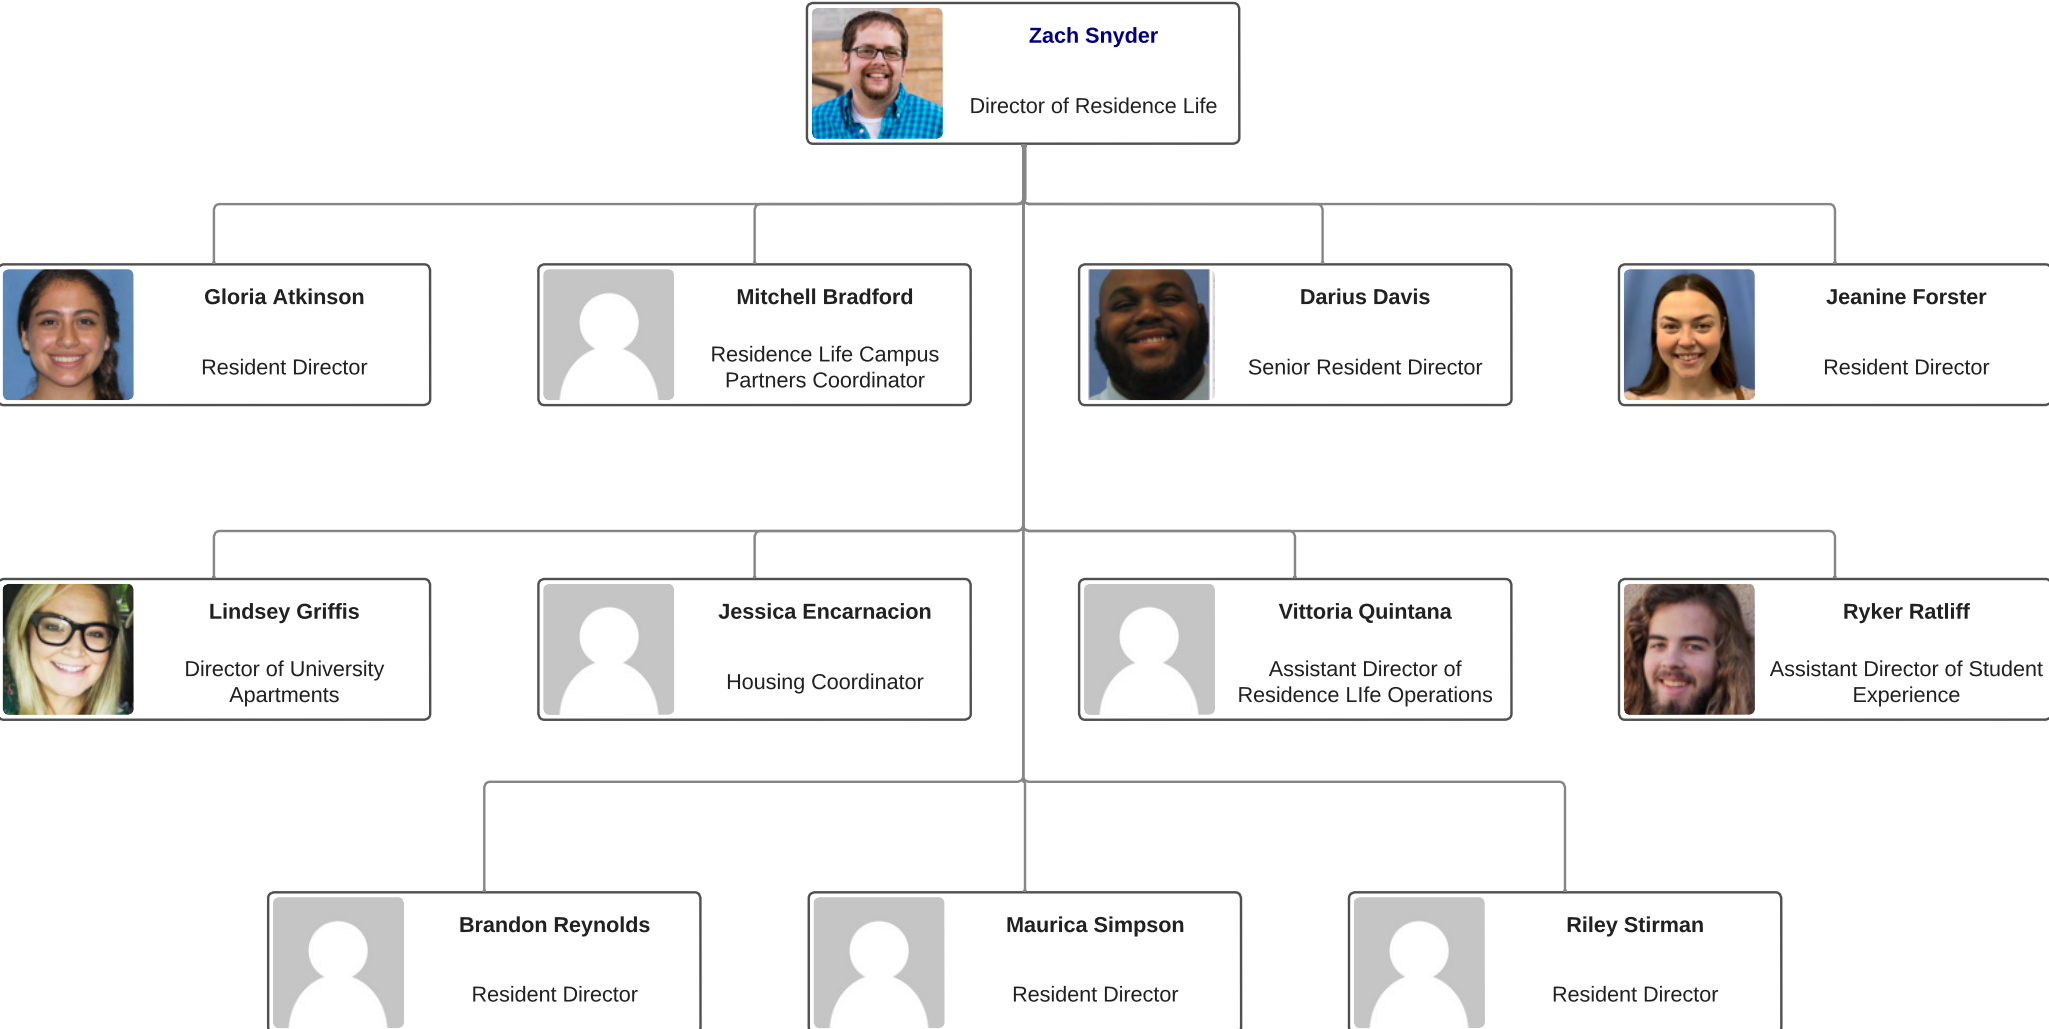 Zach Snyder
Director of Residence Life
Gloria Atkinson
Resident Director
Mitchell Bradford
Residence Life Campus
Partners Coordinator
Darius Davis
Senior Resident Director
Jeanine Forster
Resident Director
Lindsey Griffis
Director of University
Apartments
Jessica Encarnacion
Housing Coordinator
Vittoria Quintana
Assistant Director of
Residence LIfe Operations
Ryker Ratliff
Assistant Director of Student
Experience
Brandon Reynolds
Resident Director
Maurica Simpson
Resident Director
Riley Stirman
Resident Director